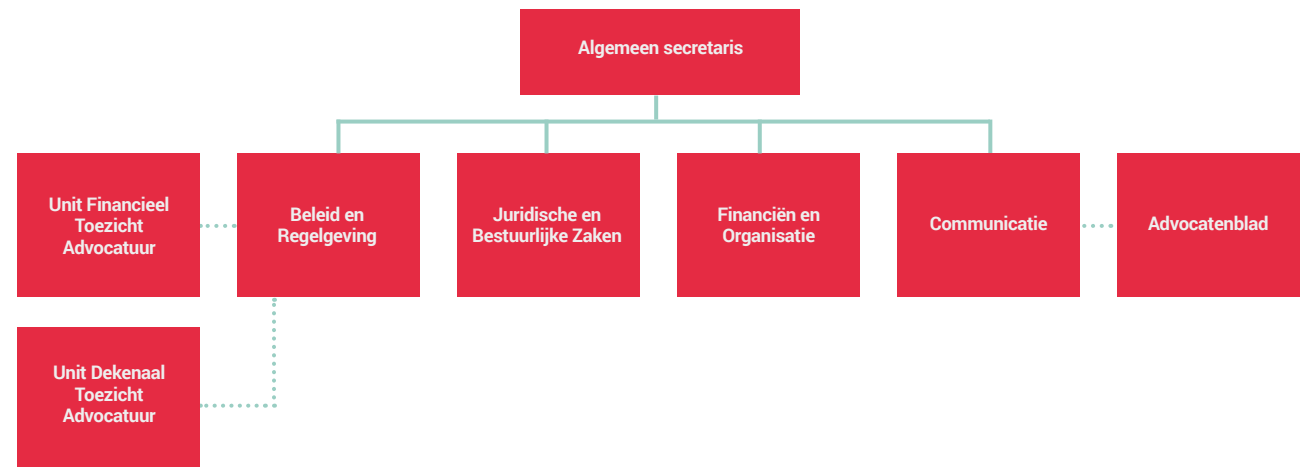 Algemeen secretaris
Unit Financieel
Toezicht
Advocatuur
Beleid en
Regelgeving
Juridische en
Bestuurlijke Zaken
Financiën en
Organisatie
Communicatie
Advocatenblad
Unit Dekenaal
Toezicht
Advocatuur